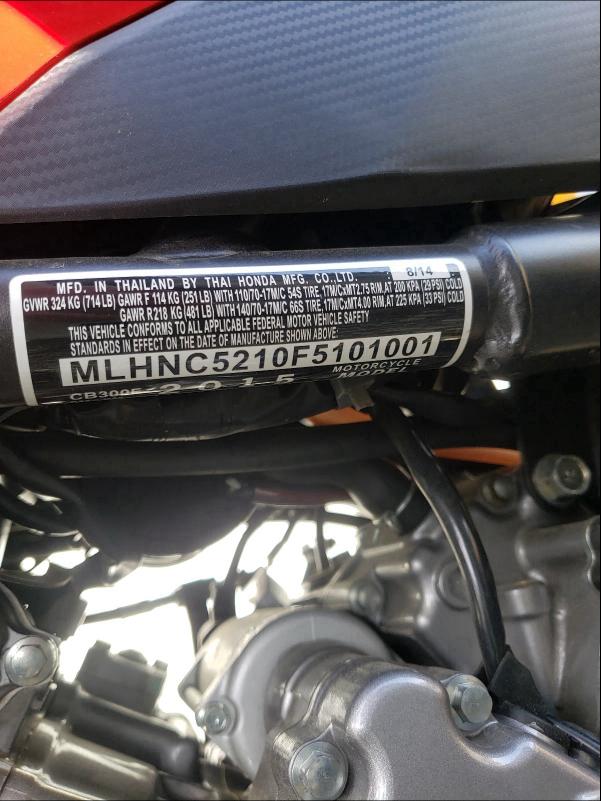 8/14
MFD. IN THAILAND BY THAI HONDA MFG. CO.,LTD.
GVWR 324 KG (714 LB) GAWR F 114 KG (251 LB) WITH 110/70-17M/C 54S TIRE, 17M/CxMT2.75 RIM,AT 200 KPA (29 PSI) COLD
GAWR R218 KG (481 LB) WITH 140/70-17M/C 66S TIRE, 17M/CxMT4.00 RIM,AT 225 KPA (33 PSI) COLD
THIS VEHICLE CONFORMS TO ALL APPLICABLE FEDERAL MOTOR VEHICLE SAFETY
STANDARDS IN EFFECT ON THE DATE OF MANUFACTURE SHOWN ABOVE.
MLHNC5210F5101001
CB300F 2015 MOTORCYCLE
MODEL